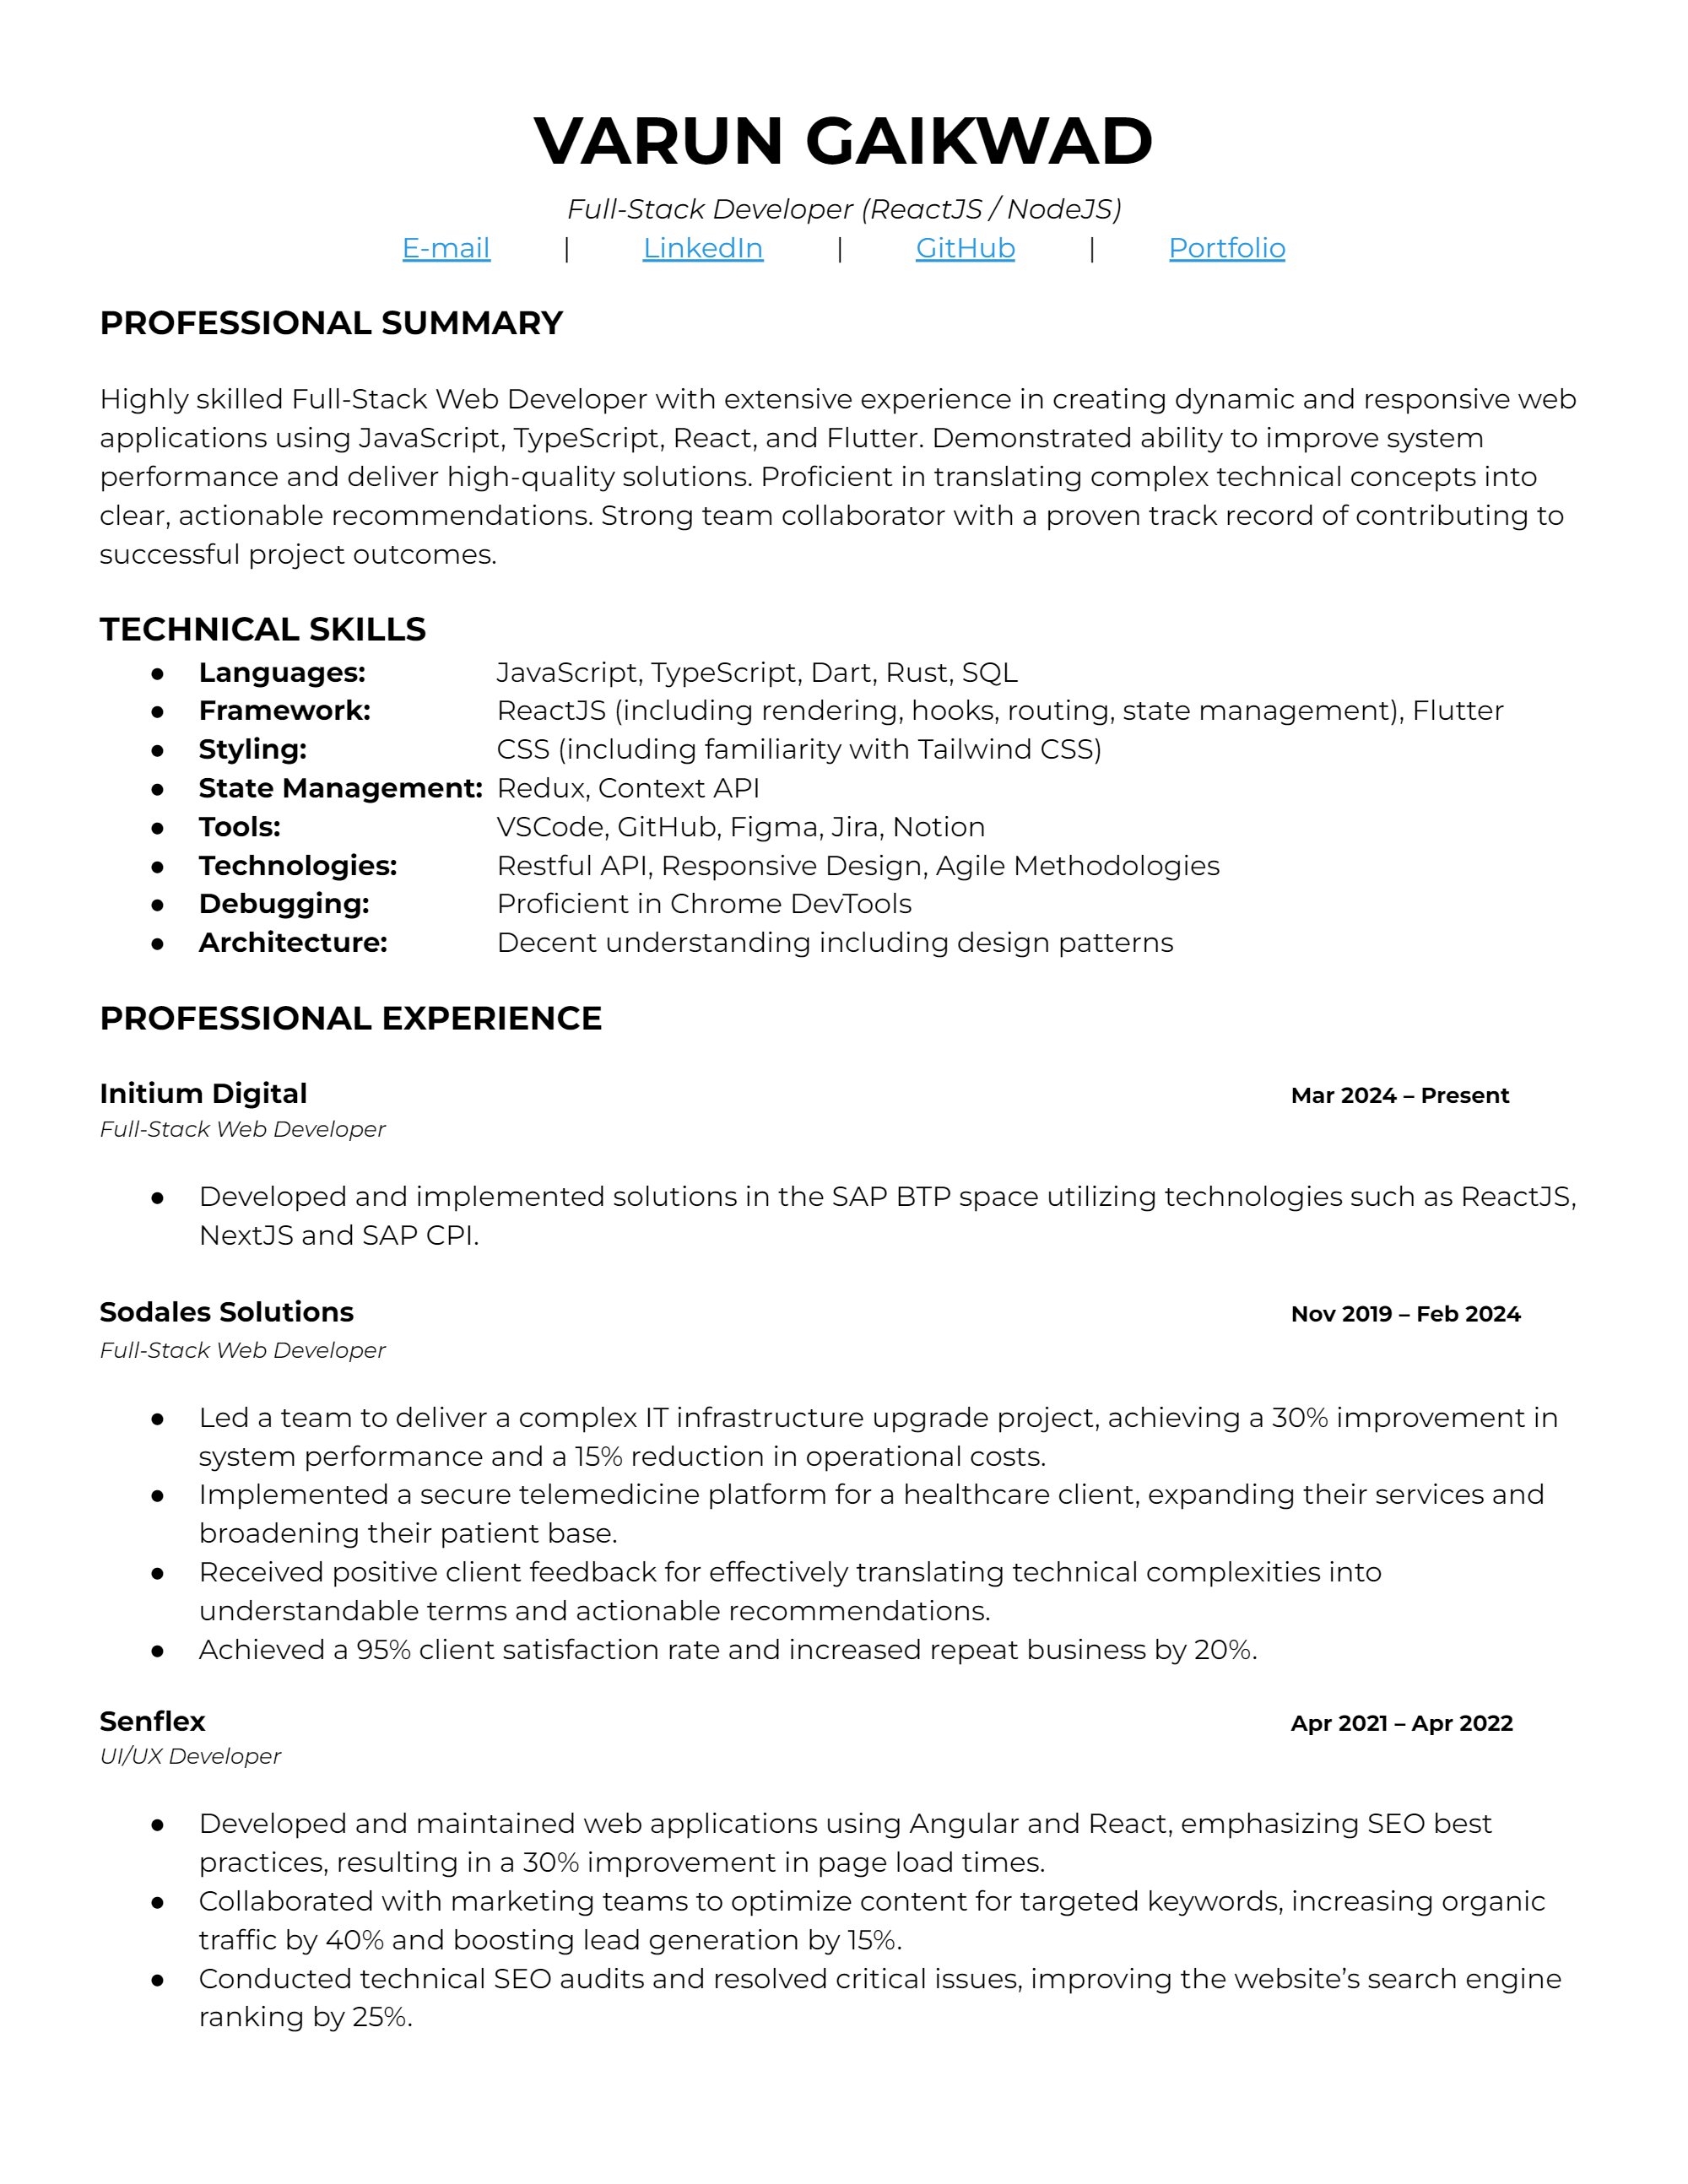 VARUN GAIKWAD
Full-Stack Developer (ReactJS / NodeJS)
E-mail | LinkedIn | GitHub | Portfolio
PROFESSIONAL SUMMARY
Highly skilled Full-Stack Web Developer with extensive experience in creating dynamic and responsive web
applications using JavaScript, TypeScript, React, and Flutter. Demonstrated ability to improve system
performance and deliver high-quality solutions. Proficient in translating complex technical concepts into
clear, actionable recommendations. Strong team collaborator with a proven track record of contributing to
successful project outcomes.
TECHNICAL SKILLS
● Languages: JavaScript, TypeScript, Dart, Rust, SQL
● Framework: ReactJS (including rendering, hooks, routing, state management), Flutter
● Styling: CSS (including familiarity with Tailwind CSS)
● State Management: Redux, Context API
● Tools: VSCode, GitHub, Figma, Jira, Notion
● Technologies: Restful API, Responsive Design, Agile Methodologies
● Debugging: Proficient in Chrome DevTools
● Architecture: Decent understanding including design patterns
PROFESSIONAL EXPERIENCE
Initium Digital Mar 2024 – Present
Full-Stack Web Developer
● Developed and implemented solutions in the SAP BTP space utilizing technologies such as ReactJS,
NextJS and SAP CPI.
Sodales Solutions Nov 2019 – Feb 2024
Full-Stack Web Developer
● Led a team to deliver a complex IT infrastructure upgrade project, achieving a 30% improvement in
system performance and a 15% reduction in operational costs.
● Implemented a secure telemedicine platform for a healthcare client, expanding their services and
broadening their patient base.
● Received positive client feedback for effectively translating technical complexities into
understandable terms and actionable recommendations.
● Achieved a 95% client satisfaction rate and increased repeat business by 20%.
Senflex Apr 2021 – Apr 2022
UI/UX Developer
● Developed and maintained web applications using Angular and React, emphasizing SEO best
practices, resulting in a 30% improvement in page load times.
● Collaborated with marketing teams to optimize content for targeted keywords, increasing organic
traffic by 40% and boosting lead generation by 15%.
● Conducted technical SEO audits and resolved critical issues, improving the website’s search engine
ranking by 25%.